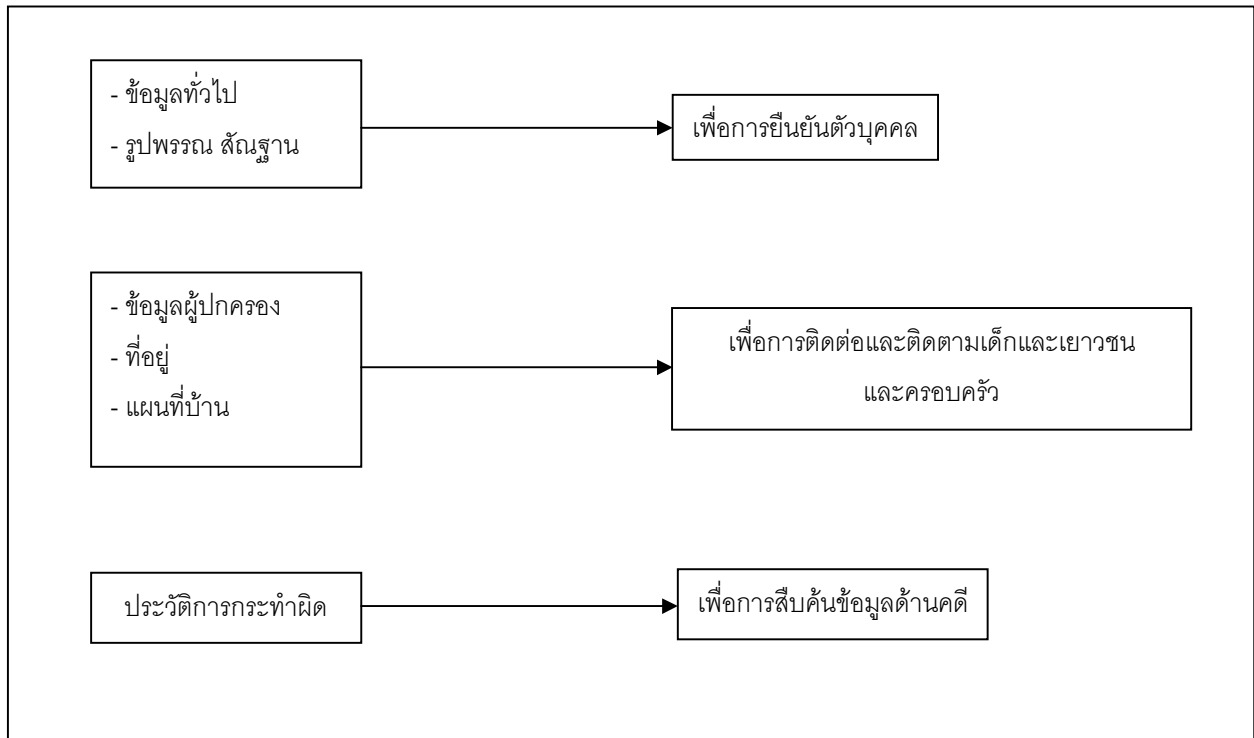 - ข้อมูลทั่วไป
- รูปพรรณ สัณฐาน
เพื่อการยืนยันตัวบุคคล
- ข้อมูลผู้ปกครอง
- ที่อยู่
- แผนที่บ้าน
เพื่อการติดต่อและติดตามเด็กและเยาวชน
และครอบครัว
ประวัติการกระทำผิด
เพื่อการสืบค้นข้อมูลด้านคดี